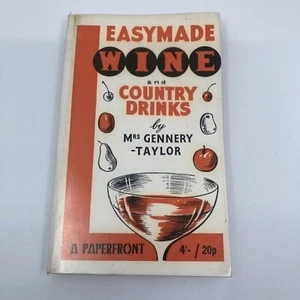 EASYMADE
WINE
and
COUNTRY
DRINKS
by
MRS GENNERY
-TAYLOR
A PAPERFRONT 4/- / 20p